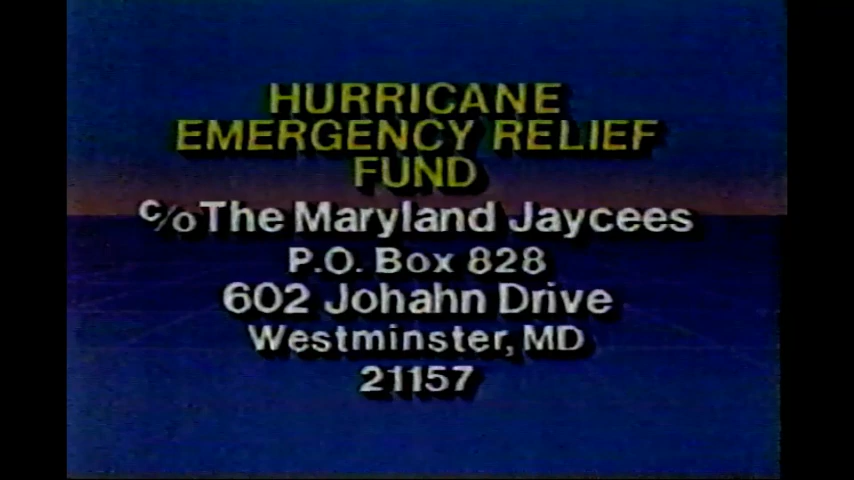 HURRICANE
EMERGENCY RELIEF
FUND
c/o The Maryland Jaycees
P.O. Box 828
602 Johahn Drive
Westminster, MD
21157